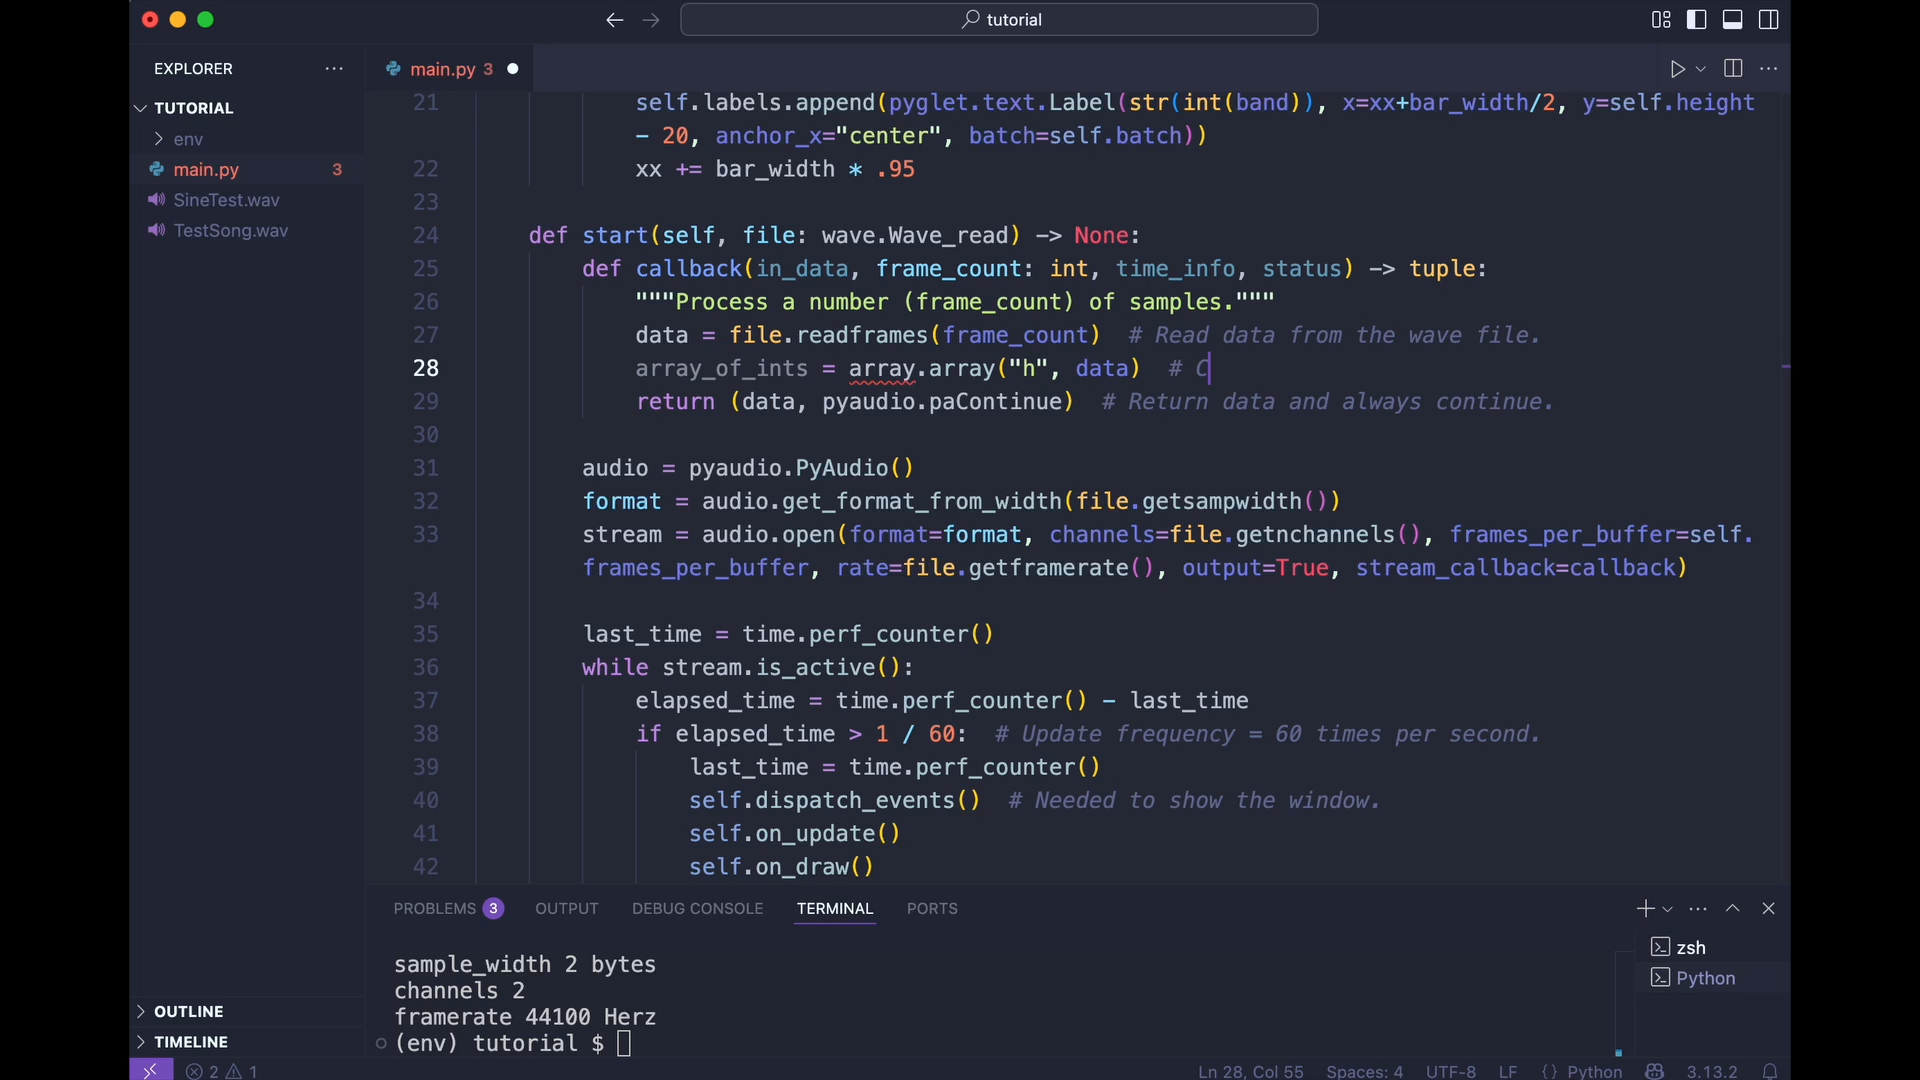 tutorial
EXPLORER
main.py 3
TUTORIAL
env
main.py 3
SineTest.wav
TestSong.wav
OUTLINE
TIMELINE
21 self.labels.append(pyglet.text.Label(str(int(band)), x=xx+bar_width/2, y=self.height
- 20, anchor_x="center", batch=self.batch))
22 xx += bar_width * .95
23
24 def start(self, file: wave.Wave_read) -> None:
25 def callback(in_data, frame_count: int, time_info, status) -> tuple:
26 """Process a number (frame_count) of samples."""
27 data = file.readframes(frame_count)  # Read data from the wave file.
28 array_of_ints = array.array("h", data)  # C
29 return (data, pyaudio.paContinue)  # Return data and always continue.
30
31 audio = pyaudio.PyAudio()
32 format = audio.get_format_from_width(file.getsampwidth())
33 stream = audio.open(format=format, channels=file.getnchannels(), frames_per_buffer=self.
frames_per_buffer, rate=file.getframerate(), output=True, stream_callback=callback)
34
35 last_time = time.perf_counter()
36 while stream.is_active():
37 elapsed_time = time.perf_counter() - last_time
38 if elapsed_time > 1 / 60:  # Update frequency = 60 times per second.
39 last_time = time.perf_counter()
40 self.dispatch_events()  # Needed to show the window.
41 self.on_update()
42 self.on_draw()
PROBLEMS 3 OUTPUT DEBUG CONSOLE TERMINAL PORTS
sample_width 2 bytes
channels 2
framerate 44100 Herz
(env) tutorial $
zsh
Python
2 1 Ln 28, Col 55 Spaces: 4 UTF-8 LF {} Python 3.13.2